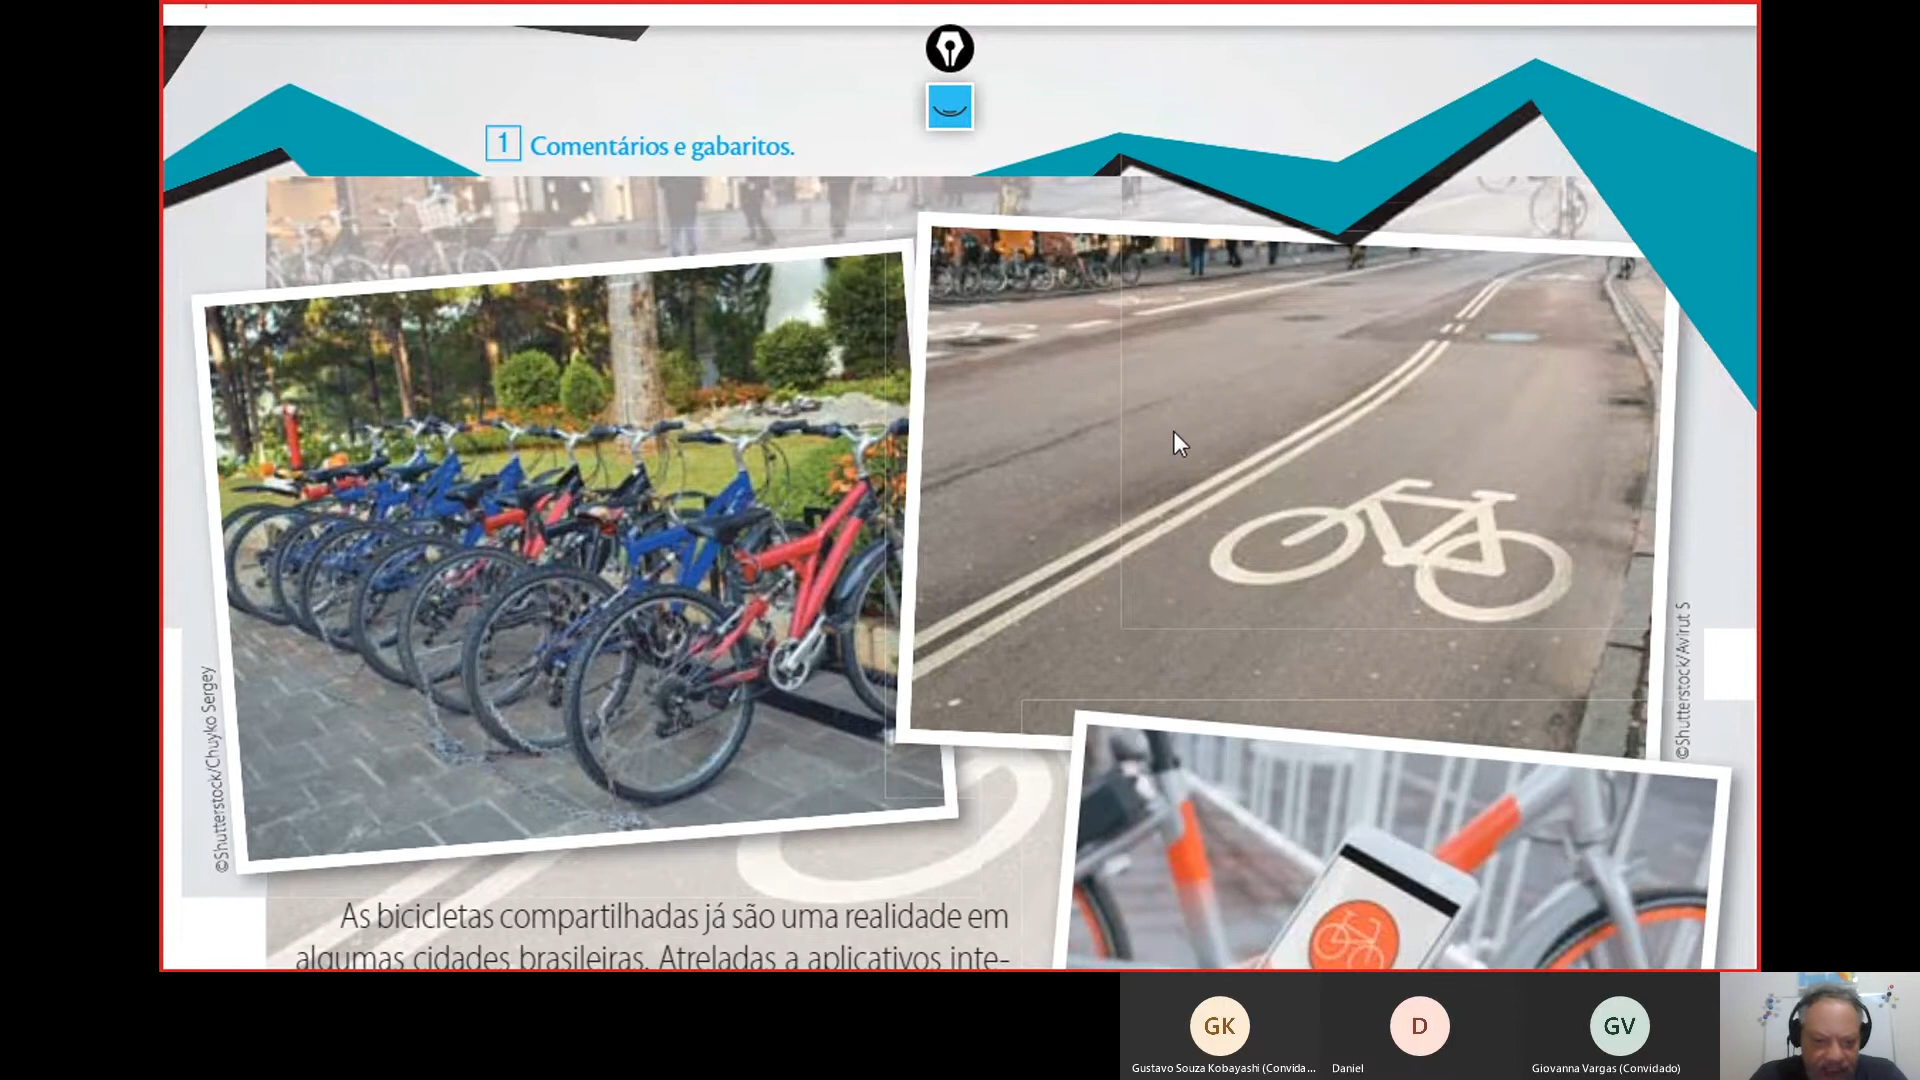 1 Comentários e gabaritos.
©Shutterstock/Chuyko Sergey
©Shutterstock/Avirut S
As bicicletas compartilhadas já são uma realidade em
algumas cidades brasileiras. Atreladas a aplicativos inte-
GK
D
GV
Gustavo Souza Kobayashi (Convida...
Daniel
Giovanna Vargas (Convidado)